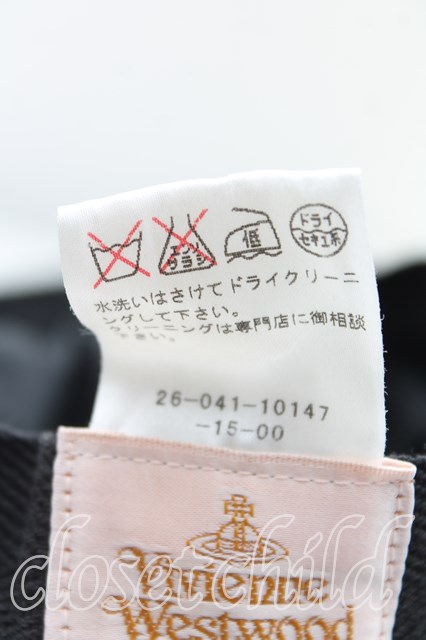 エンソ
サラシ
低
ドライ
セキユ系
水洗いはさけてドライクリーニ
ングして下さい。
クリーニングは専門店に御相談
下さい。
26-041-10147
-15-00
Vivienne
Westwood
closetchild